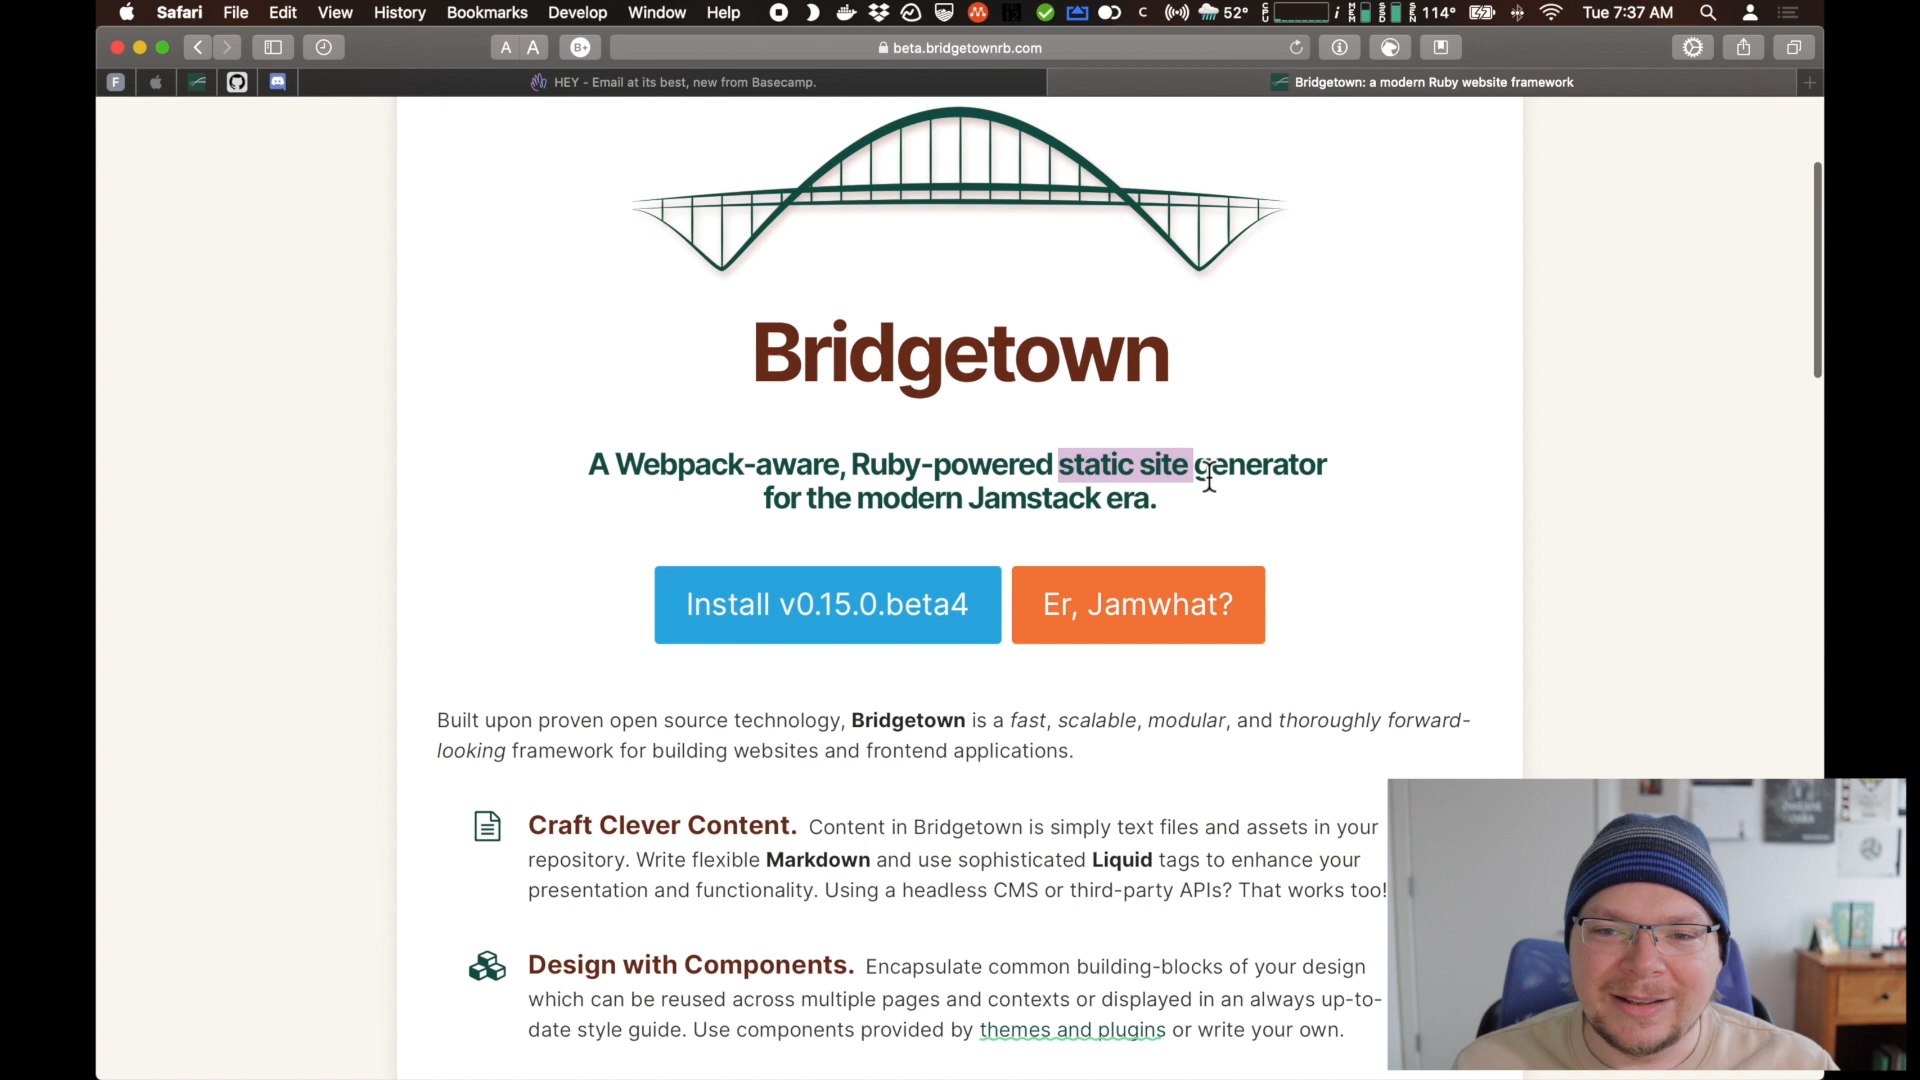 Safari File Edit View History Bookmarks Develop Window Help 52° 114° Tue 7:37 AM
A A B+ beta.bridgetownrb.com
F HEY - Email at its best, new from Basecamp. Bridgetown: a modern Ruby website framework
Bridgetown
A Webpack-aware, Ruby-powered static site generator
for the modern Jamstack era.
Install v0.15.0.beta4 Er, Jamwhat?
Built upon proven open source technology, Bridgetown is a fast, scalable, modular, and thoroughly forward-
looking framework for building websites and frontend applications.
Craft Clever Content. Content in Bridgetown is simply text files and assets in your
repository. Write flexible Markdown and use sophisticated Liquid tags to enhance your
presentation and functionality. Using a headless CMS or third-party APIs? That works too!
Design with Components. Encapsulate common building-blocks of your design
which can be reused across multiple pages and contexts or displayed in an always up-to-
date style guide. Use components provided by themes and plugins or write your own.